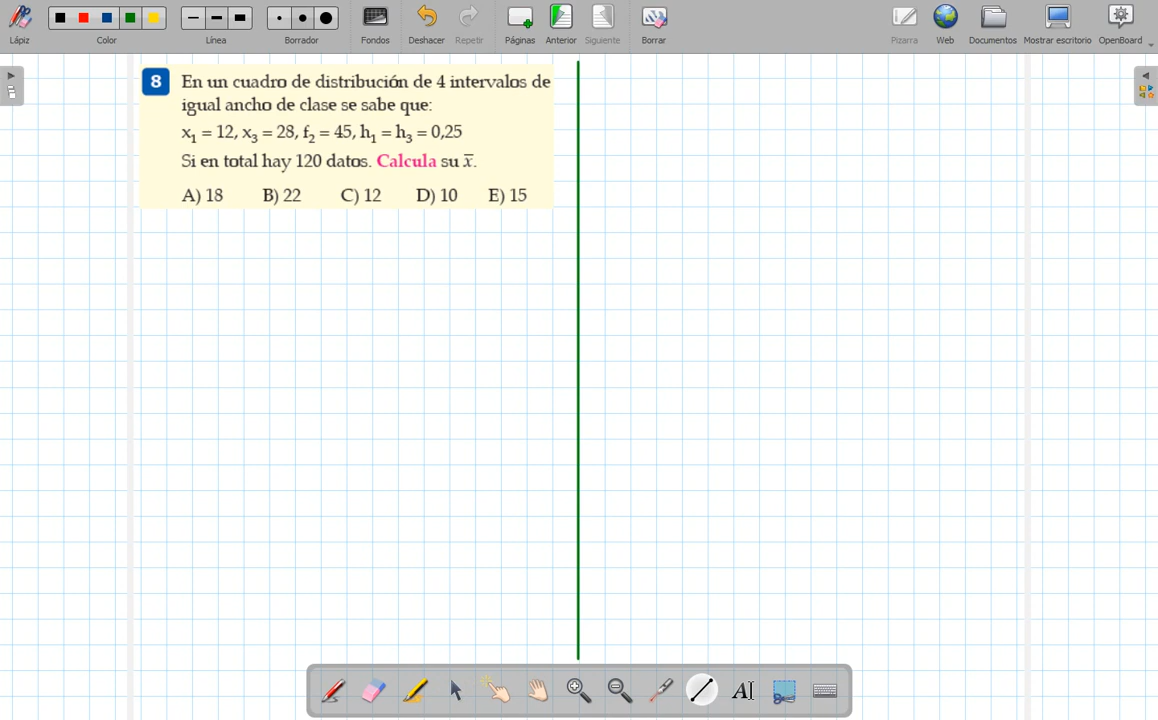 Lápiz
Color
Línea
Borrador
Fondos
Deshacer
Repetir
Páginas
Anterior
Siguiente
Borrar
Pizarra
Web
Documentos
Mostrar escritorio
OpenBoard
8 En un cuadro de distribución de 4 intervalos de
igual ancho de clase se sabe que:
x₁ = 12, x₃ = 28, f₂ = 45, h₁ = h₃ = 0,25
Si en total hay 120 datos. Calcula su x̅.
A) 18 B) 22 C) 12 D) 10 E) 15